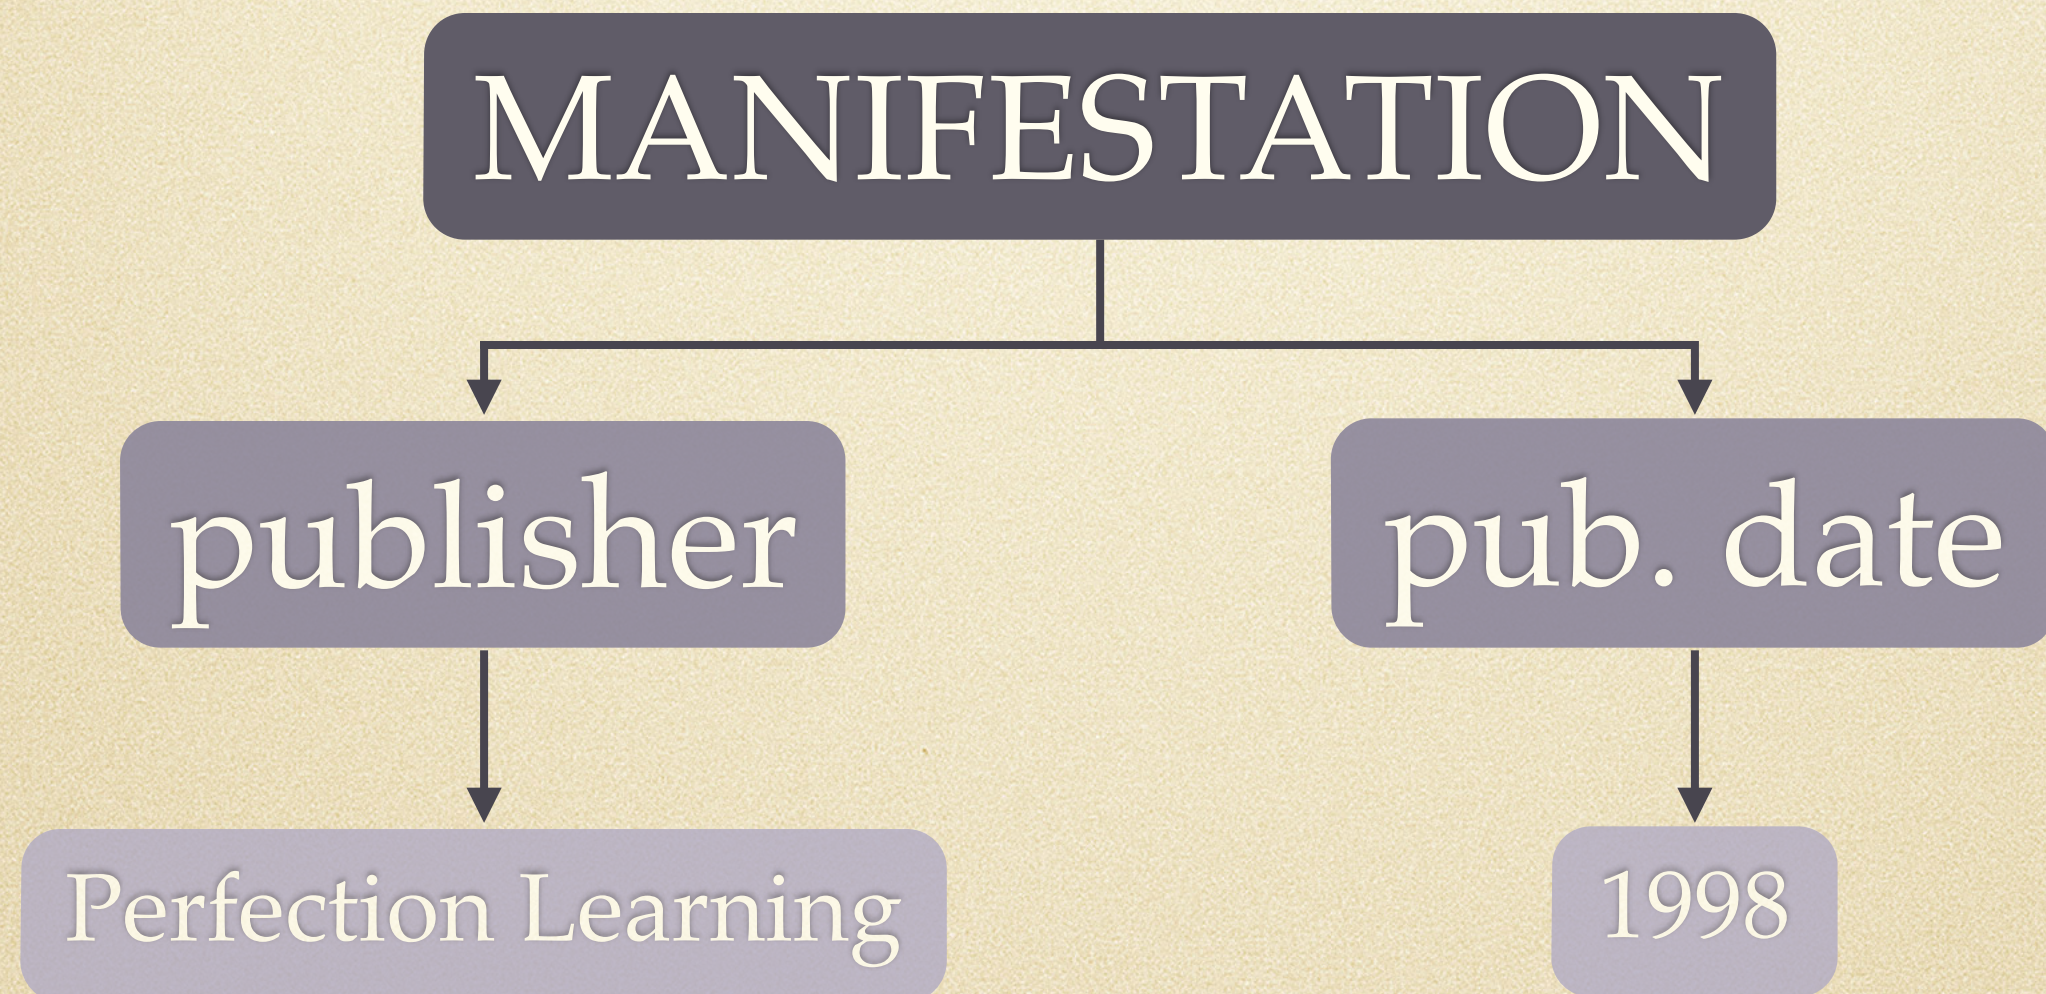 MANIFESTATION
publisher
pub. date
Perfection Learning
1998